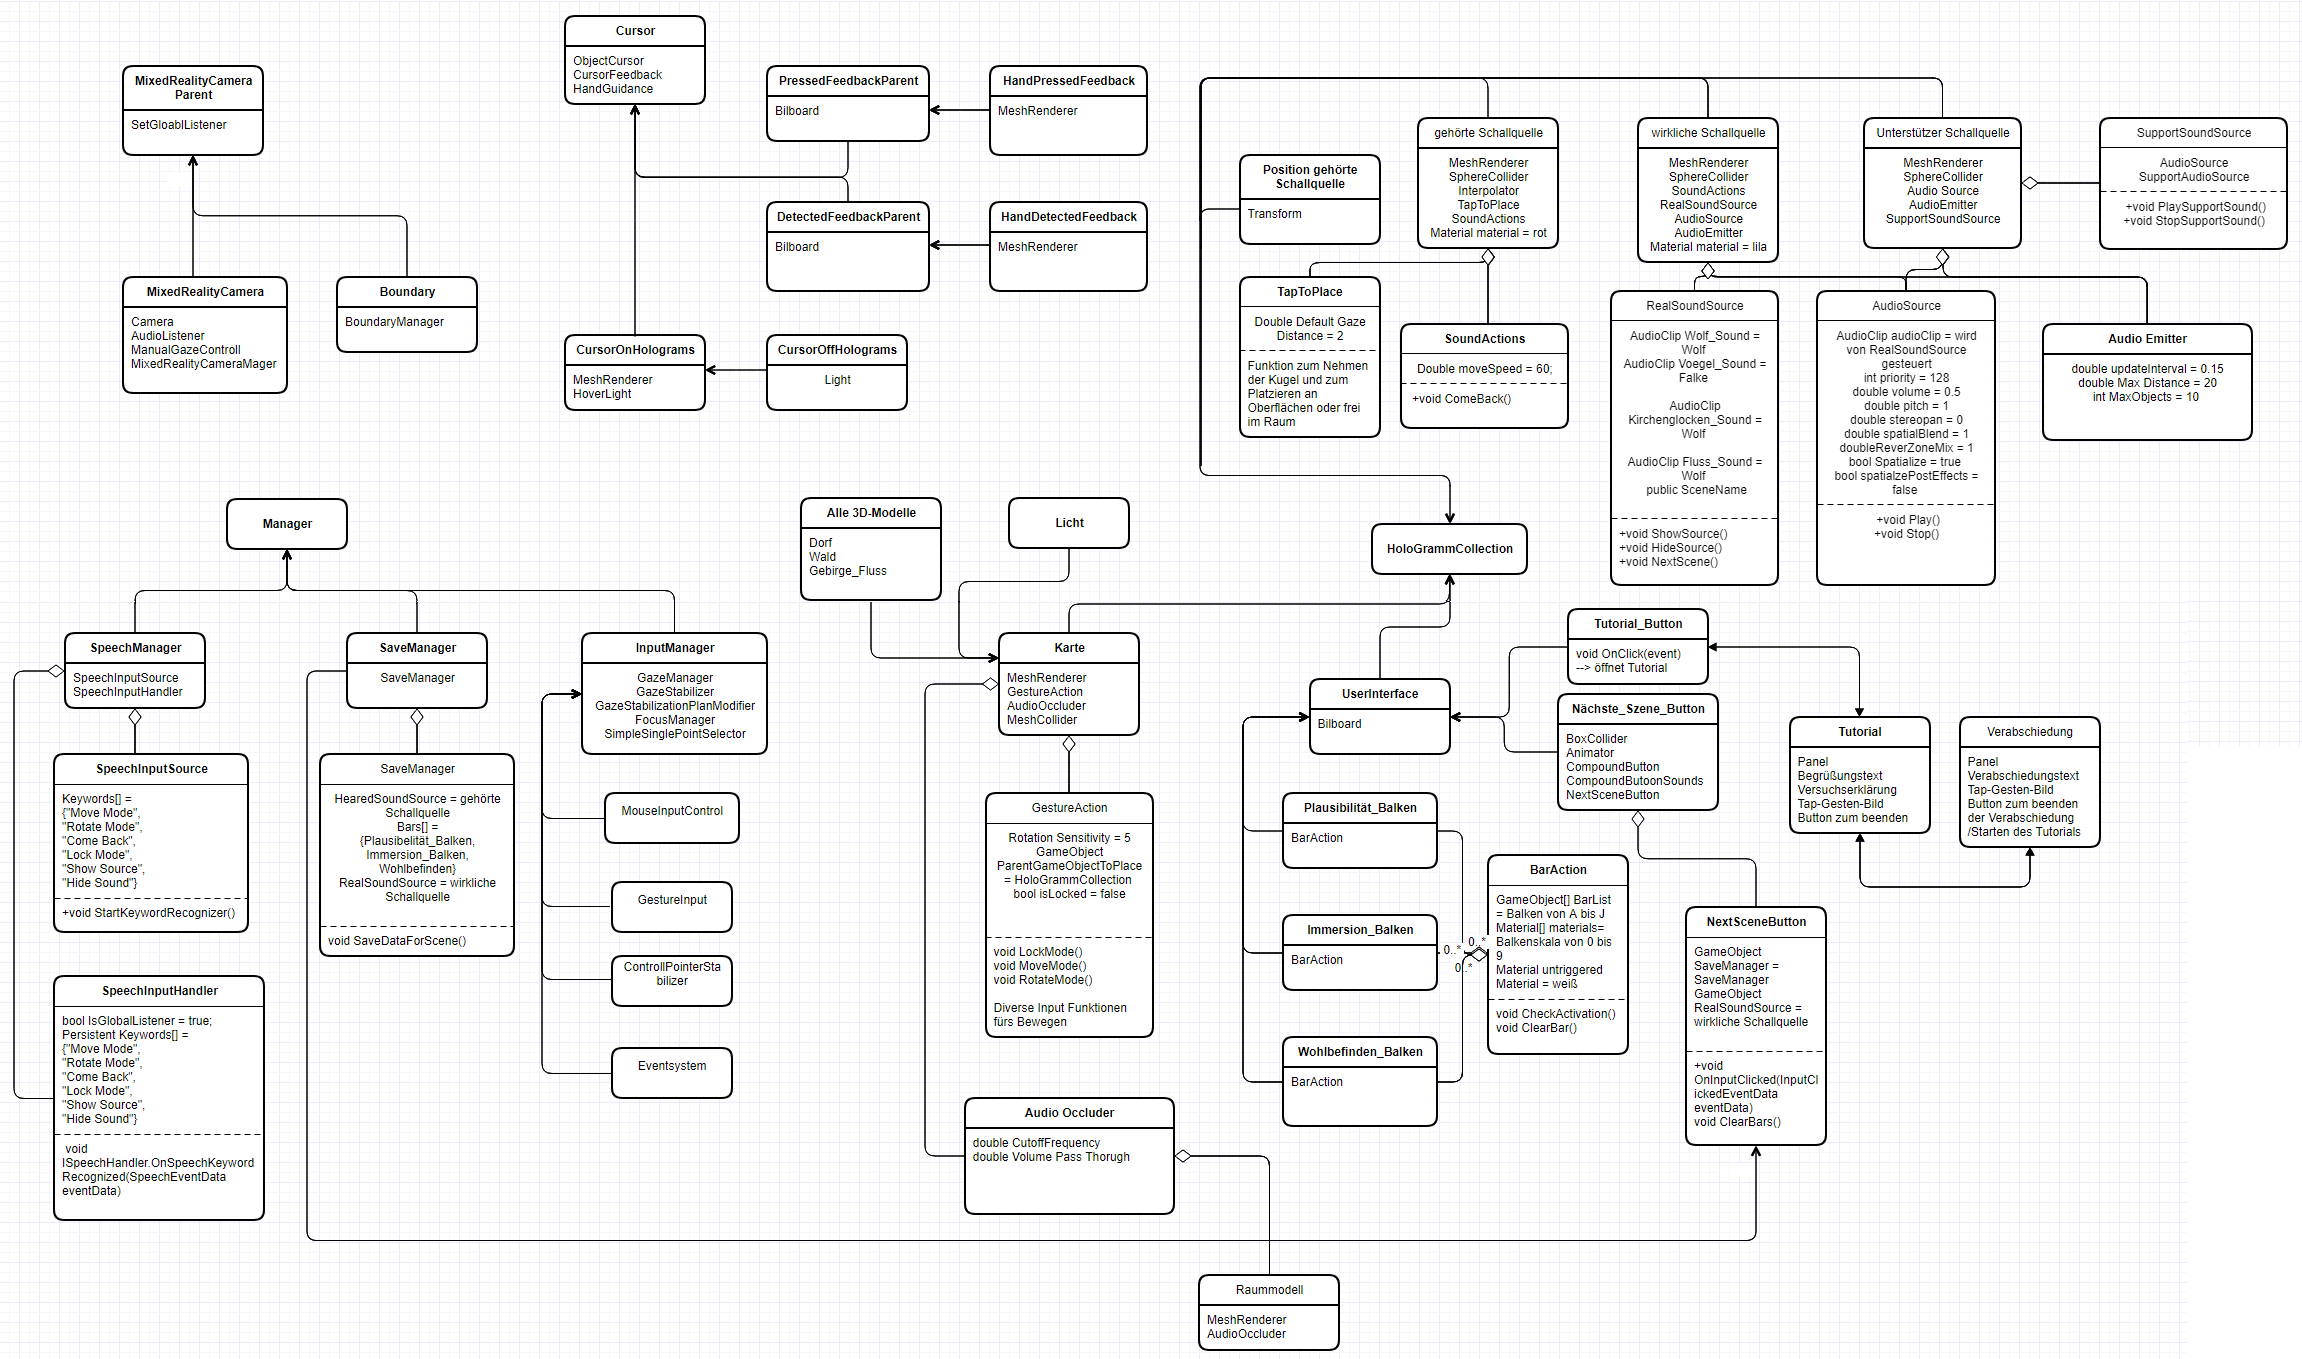 Cursor
ObjectCursor
CursorFeedback
HandGuidance
MixedRealityCamera
Parent
SetGloablListener
PressedFeedbackParent
Bilboard
HandPressedFeedback
MeshRenderer
DetectedFeedbackParent
Bilboard
HandDetectedFeedback
MeshRenderer
MixedRealityCamera
Camera
AudioListener
ManualGazeControll
MixedRealityCameraMager
Boundary
BoundaryManager
CursorOnHolograms
MeshRenderer
HoverLight
CursorOffHolograms
Light
Position gehörte
Schallquelle
Transform
gehörte Schallquelle
MeshRenderer
SphereCollider
Interpolator
TapToPlace
SoundActions
Material material = rot
wirkliche Schallquelle
MeshRenderer
SphereCollider
SoundActions
RealSoundSource
AudioSource
AudioEmitter
Material material = lila
Unterstützer Schallquelle
MeshRenderer
SphereCollider
Audio Source
AudioEmitter
SupportSoundSource
SupportSoundSource
AudioSource
SupportAudioSource
+void PlaySupportSound()
+void StopSupportSound()
TapToPlace
Double Default Gaze
Distance = 2
Funktion zum Nehmen
der Kugel und zum
Platzieren an
Oberflächen oder frei
im Raum
SoundActions
Double moveSpeed = 60;
+void ComeBack()
RealSoundSource
AudioClip Wolf_Sound =
Wolf
AudioClip Voegel_Sound =
Falke
AudioClip
Kirchenglocken_Sound =
Wolf
AudioClip Fluss_Sound =
Wolf
public SceneName
+void ShowSource()
+void HideSource()
+void NextScene()
AudioSource
AudioClip audioClip = wird
von RealSoundSource
gesteuert
int priority = 128
double volume = 0.5
double pitch = 1
double stereopan = 0
double spatialBlend = 1
doubleReverZoneMix = 1
bool Spatialize = true
bool spatialzePostEffects =
false
+void Play()
+void Stop()
Audio Emitter
double updateInterval = 0.15
double Max Distance = 20
int MaxObjects = 10
Manager
Alle 3D-Modelle
Dorf
Wald
Gebirge_Fluss
Licht
HoloGrammCollection
SpeechManager
SpeechInputSource
SpeechInputHandler
SaveManager
SaveManager
InputManager
GazeManager
GazeStabilizer
GazeStabilizationPlanModifier
FocusManager
SimpleSinglePointSelector
Karte
MeshRenderer
GestureAction
AudioOccluder
MeshCollider
UserInterface
Bilboard
Tutorial_Button
void OnClick(event)
--> öffnet Tutorial
Nächste_Szene_Button
BoxCollider
Animator
CompoundButton
CompoundButoonSounds
NextSceneButton
Tutorial
Panel
Begrüßungstext
Versuchserklärung
Tap-Gesten-Bild
Button zum beenden
Verabschiedung
Panel
Verabschiedungstext
Tap-Gesten-Bild
Button zum beenden
der Verabschiedung
/Starten des Tutorials
SpeechInputSource
Keywords[] =
{"Move Mode",
"Rotate Mode",
"Come Back",
"Lock Mode",
"Show Source",
"Hide Sound"}
+void StartKeywordRecognizer()
SaveManager
HearedSoundSource = gehörte
Schallquelle
Bars[] =
{Plausibelität_Balken,
Immersion_Balken,
Wohlbefinden}
RealSoundSource = wirkliche
Schallquelle
void SaveDataForScene()
MouseInputControl
GestureInput
ControllPointerSta
bilizer
Eventsystem
GestureAction
Rotation Sensitivity = 5
GameObject
ParentGameObjectToPlace
= HoloGrammCollection
bool isLocked = false
void LockMode()
void MoveMode()
void RotateMode()
Diverse Input Funktionen
fürs Bewegen
Plausibilität_Balken
BarAction
Immersion_Balken
BarAction
Wohlbefinden_Balken
BarAction
0..*
0..*
0..*
BarAction
GameObject[] BarList
= Balken von A bis J
Material[] materials=
Balkenskala von 0 bis
9
Material untriggered
Material = weiß
void CheckActivation()
void ClearBar()
NextSceneButton
GameObject
SaveManager =
SaveManager
GameObject
RealSoundSource =
wirkliche Schallquelle
+void
OnInputClicked(InputCl
ickedEventData
eventData)
void ClearBars()
SpeechInputHandler
bool IsGlobalListener = true;
Persistent Keywords[] =
{"Move Mode",
"Rotate Mode",
"Come Back",
"Lock Mode",
"Show Source",
"Hide Sound"}
void
ISpeechHandler.OnSpeechKeyword
Recognized(SpeechEventData
eventData)
Audio Occluder
double CutoffFrequency
double Volume Pass Thorugh
Raummodell
MeshRenderer
AudioOccluder